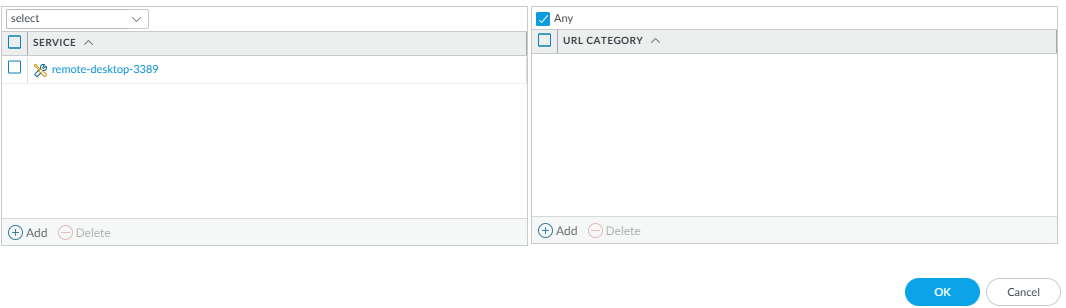 select
Any
SERVICE
URL CATEGORY
remote-desktop-3389
Add Delete
Add Delete
OK Cancel